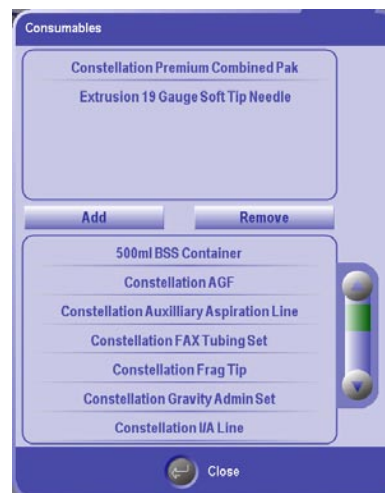 Consumables
Constellation Premium Combined Pak
Extrusion 19 Gauge Soft Tip Needle
Add Remove
500ml BSS Container
Constellation AGF
Constellation Auxilliary Aspiration Line
Constellation FAX Tubing Set
Constellation Frag Tip
Constellation Gravity Admin Set
Constellation I/A Line
Close